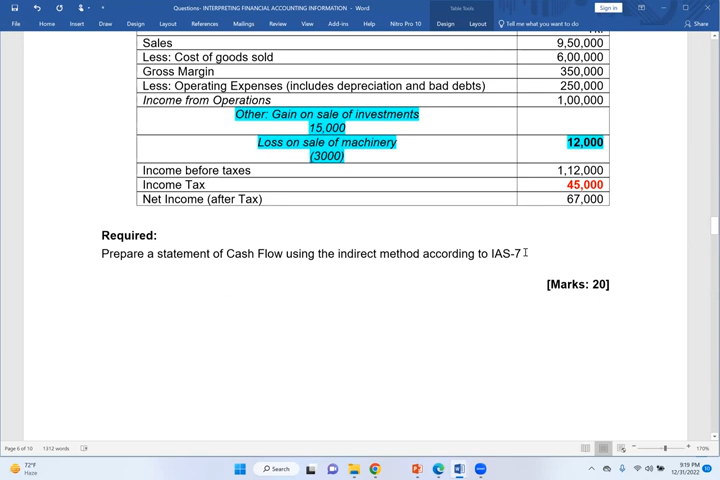 Questions- INTERPRETING FINANCIAL ACCOUNTING INFORMATION - Word
Table Tools
Sign in
File Home Insert Draw Design References Mailings Review View Add-ins Help Nitro Pro 10 Design Layout Tell me what you want to do Share
Sales 9,50,000
Less: Cost of goods sold 6,00,000
Gross Margin 350,000
Less: Operating Expenses (includes depreciation and bad debts) 250,000
Income from Operations 1,00,000
Other: Gain on sale of investments
15,000
Loss on sale of machinery 12,000
(3000)
Income before taxes 1,12,000
Income Tax 45,000
Net Income (after Tax) 67,000
Required:
Prepare a statement of Cash Flow using the indirect method according to IAS-7
[Marks: 20]
Page 6 of 10 1312 words 170%
72°F
Haze
Search
9:19 PM
12/31/2022